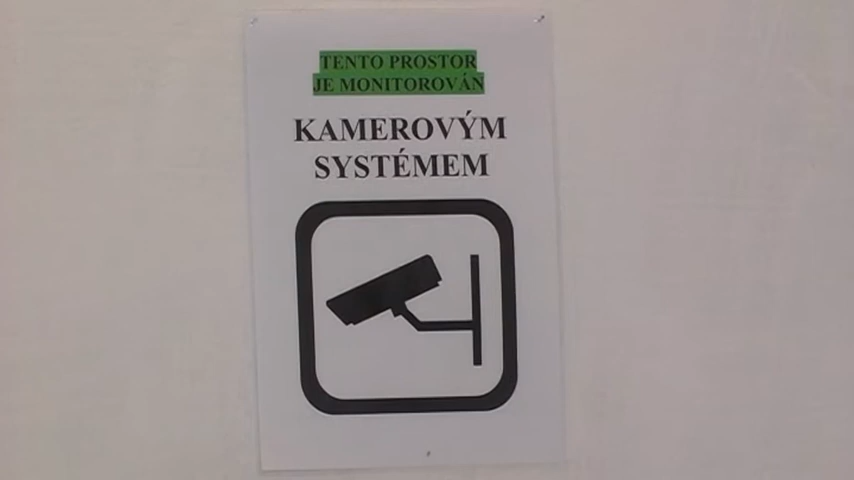 TENTO PROSTOR
JE MONITOROVÁN
KAMEROVÝM
SYSTÉMEM